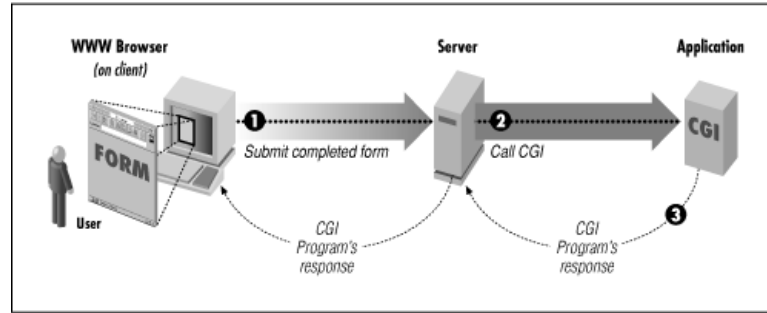 WWW Browser
(on client)
Server
Application
1
2
Submit completed form
Call CGI
CGI
FORM
User
3
CGI
Program's
response
CGI
Program's
response